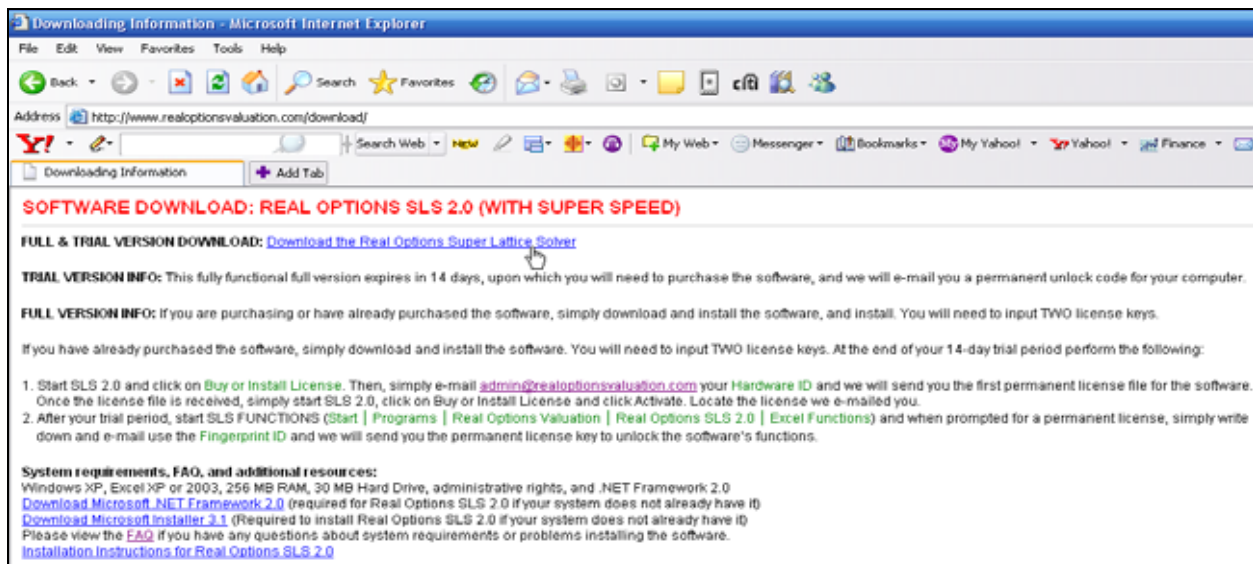 Downloading Information - Microsoft Internet Explorer
File Edit View Favorites Tools Help
Back Search Favorites
Address http://www.realoptionsvaluation.com/download/
Y! Search Web NEW My Web Messenger Bookmarks My Yahoo! Yahoo! Finance
Downloading Information Add Tab
SOFTWARE DOWNLOAD: REAL OPTIONS SLS 2.0 (WITH SUPER SPEED)
FULL & TRIAL VERSION DOWNLOAD: Download the Real Options Super Lattice Solver
TRIAL VERSION INFO: This fully functional full version expires in 14 days, upon which you will need to purchase the software, and we will e-mail you a permanent unlock code for your computer.
FULL VERSION INFO: If you are purchasing or have already purchased the software, simply download and install the software, and install. You will need to input TWO license keys.
If you have already purchased the software, simply download and install the software. You will need to input TWO license keys. At the end of your 14-day trial period perform the following:
1. Start SLS 2.0 and click on Buy or Install License. Then, simply e-mail admin@realoptionsvaluation.com your Hardware ID and we will send you the first permanent license file for the software.
Once the license file is received, simply start SLS 2.0, click on Buy or Install License and click Activate. Locate the license we e-mailed you.
2. After your trial period, start SLS FUNCTIONS (Start | Programs | Real Options Valuation | Real Options SLS 2.0 | Excel Functions) and when prompted for a permanent license, simply write
down and e-mail use the Fingerprint ID and we will send you the permanent license key to unlock the software's functions.
System requirements, FAQ, and additional resources:
Windows XP, Excel XP or 2003, 256 MB RAM, 30 MB Hard Drive, administrative rights, and .NET Framework 2.0
Download Microsoft .NET Framework 2.0 (required for Real Options SLS 2.0 if your system does not already have it)
Download Microsoft Installer 3.1 (Required to install Real Options SLS 2.0 if your system does not already have it)
Please view the FAQ if you have any questions about system requirements or problems installing the software.
Installation Instructions for Real Options SLS 2.0